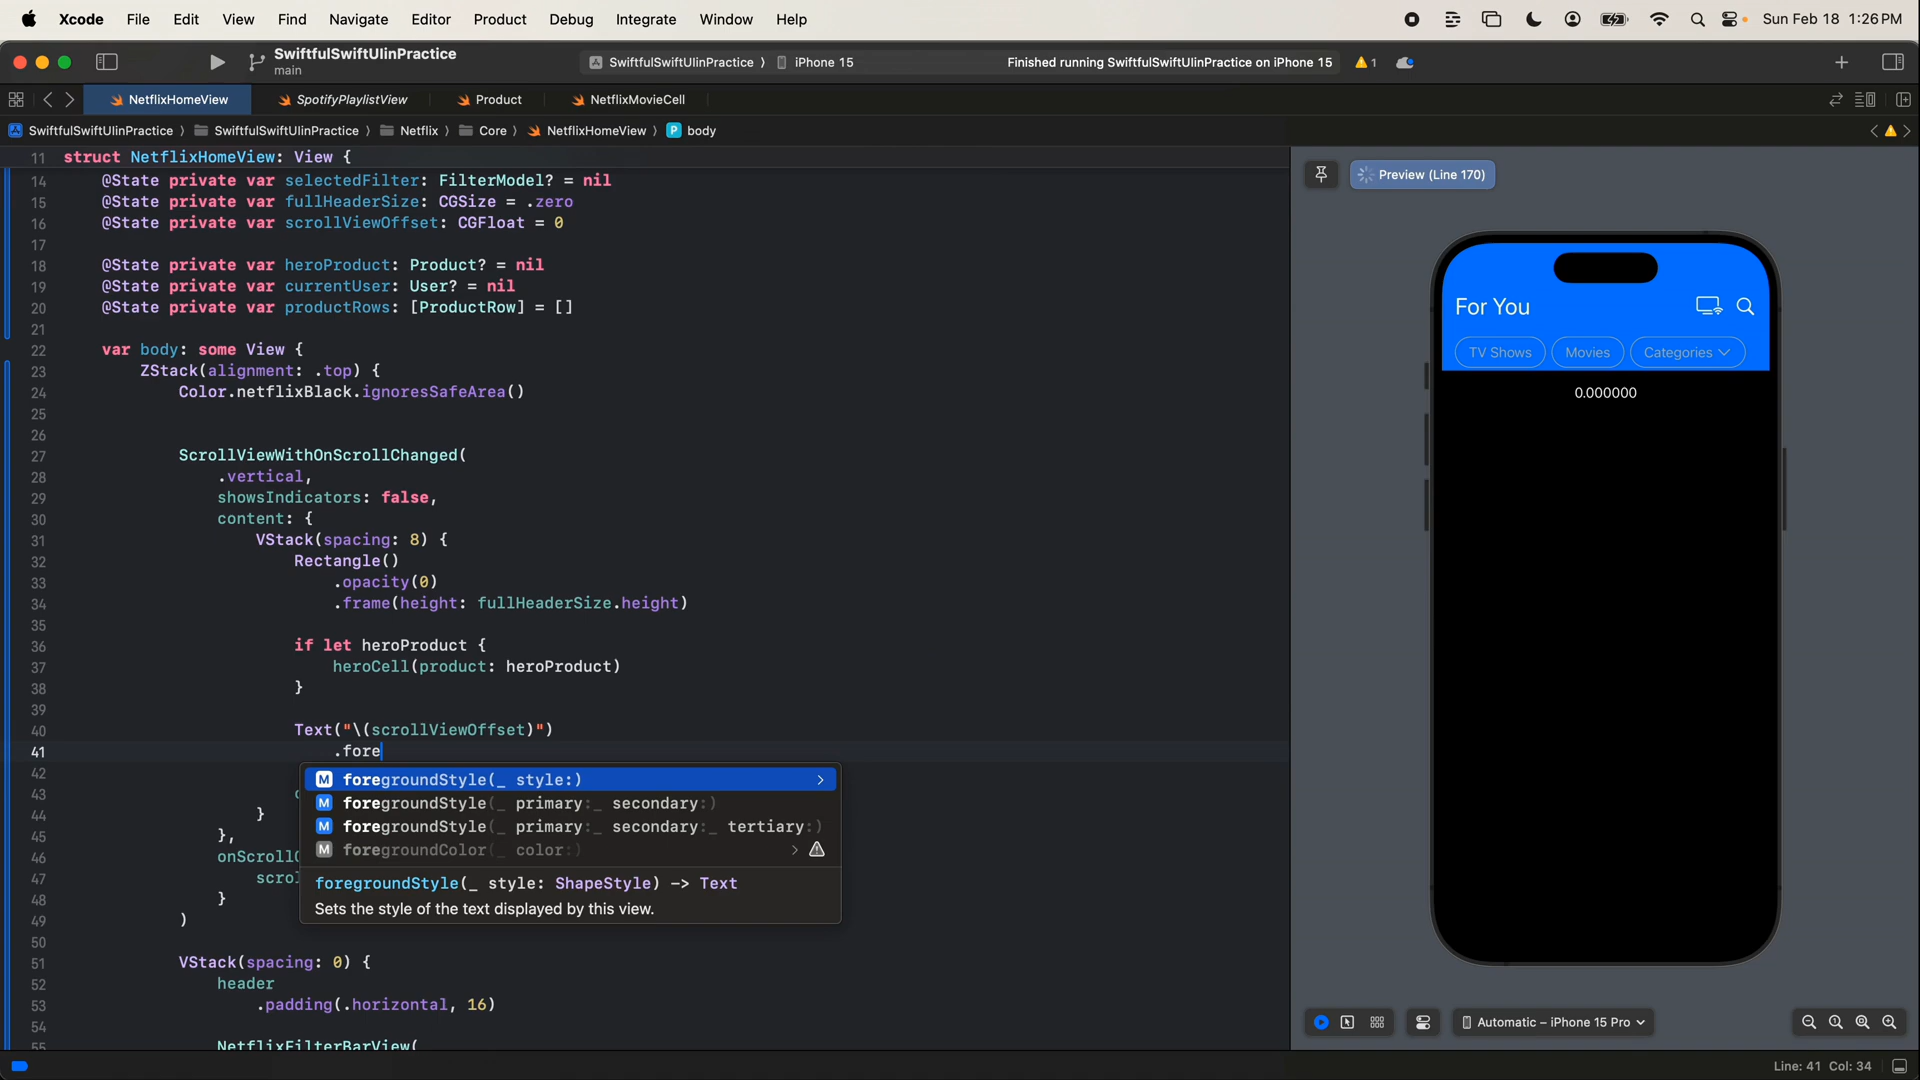 Xcode File Edit View Find Navigate Editor Product Debug Integrate Window Help Sun Feb 18 1:26 PM
SwiftfulSwiftUIinPractice
main
SwiftfulSwiftUIinPractice ⟩ iPhone 15
Finished running SwiftfulSwiftUIinPractice on iPhone 15
1
NetflixHomeView SpotifyPlaylistView Product NetflixMovieCell
SwiftfulSwiftUIinPractice ⟩ SwiftfulSwiftUIinPractice ⟩ Netflix ⟩ Core ⟩ NetflixHomeView ⟩ P body
11 struct NetflixHomeView: View {
14 @State private var selectedFilter: FilterModel? = nil
15 @State private var fullHeaderSize: CGSize = .zero
16 @State private var scrollViewOffset: CGFloat = 0
17
18 @State private var heroProduct: Product? = nil
19 @State private var currentUser: User? = nil
20 @State private var productRows: [ProductRow] = []
21
22 var body: some View {
23 ZStack(alignment: .top) {
24 Color.netflixBlack.ignoresSafeArea()
25
26
27 ScrollViewWithOnScrollChanged(
28 .vertical,
29 showsIndicators: false,
30 content: {
31 VStack(spacing: 8) {
32 Rectangle()
33 .opacity(0)
34 .frame(height: fullHeaderSize.height)
35
36 if let heroProduct {
37 heroCell(product: heroProduct)
38 }
39
40 Text("\(scrollViewOffset)")
41 .fore
42
43
44 }
45 },
46 onScrollC
47 scrol
48 }
49 )
50
51 VStack(spacing: 0) {
52 header
53 .padding(.horizontal, 16)
54
55 NetflixFilterBarView(
M foregroundStyle(_ style:)
M foregroundStyle(_ primary:_ secondary:)
M foregroundStyle(_ primary:_ secondary:_ tertiary:)
M foregroundColor(_ color:)
foregroundStyle(_ style: ShapeStyle) -> Text
Sets the style of the text displayed by this view.
Preview (Line 170)
For You
TV Shows Movies Categories
0.000000
Automatic – iPhone 15 Pro
Line: 41 Col: 34